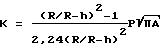 K = (R/R-h)²-1 / 2,24(R/R-h)² P√ΠA